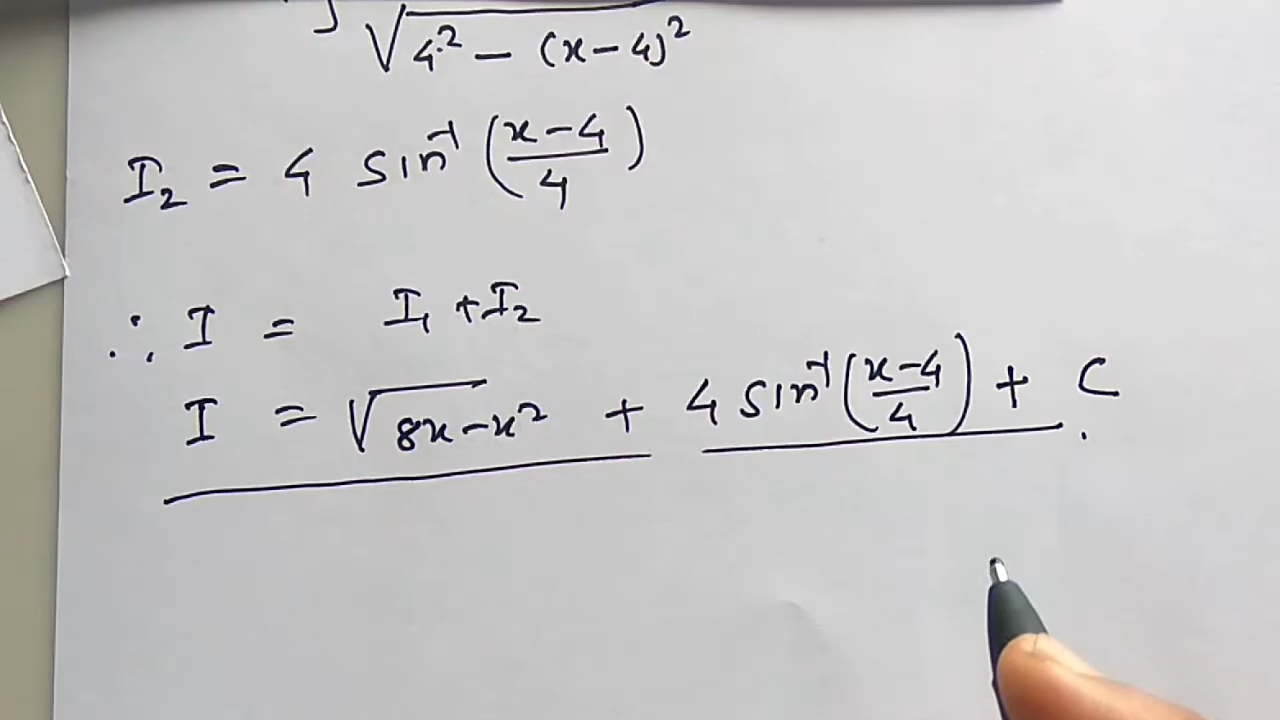 ∫ √(4² − (x−4)²)
I₂ = 4 sin⁻¹ ((x−4)/4)
∴ I = I₁ + I₂
I = √(8x−x²) + 4 sin⁻¹ ((x−4)/4) + C.